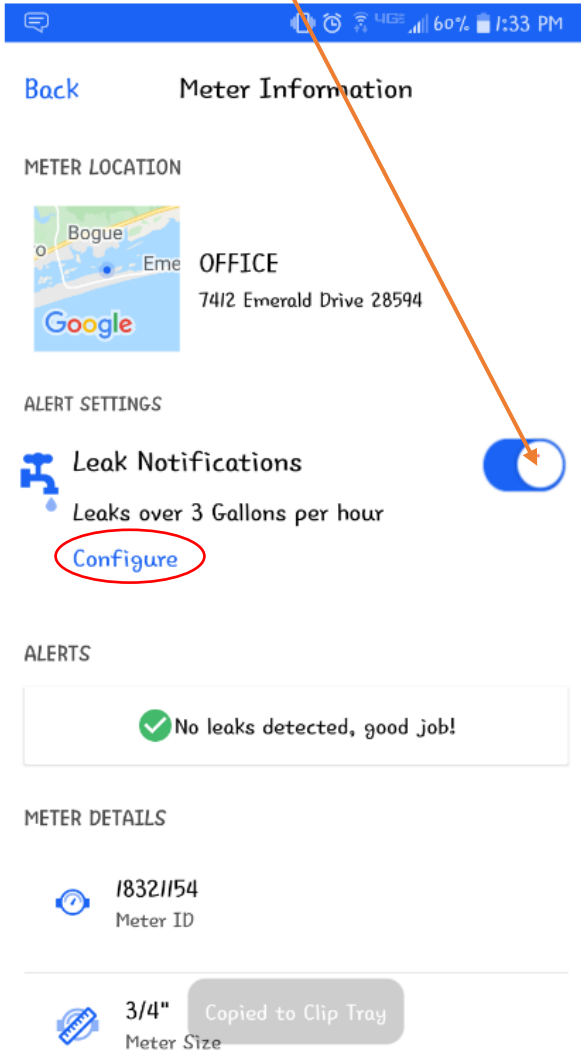 4GE 60% 1:33 PM
Back Meter Information
METER LOCATION
Bogue
o
Eme
Google
OFFICE
7412 Emerald Drive 28594
ALERT SETTINGS
Leak Notifications
Leaks over 3 Gallons per hour
Configure
ALERTS
No leaks detected, good job!
METER DETAILS
18321154
Meter ID
3/4"
Meter Size
Copied to Clip Tray